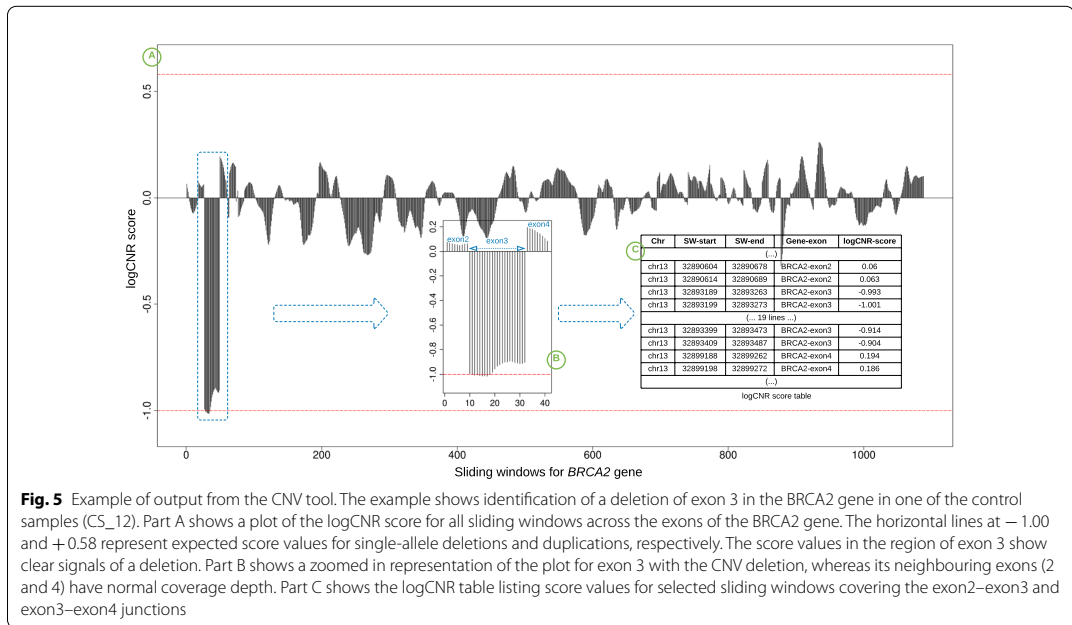 A
0.5
0.0
-0.5
-1.0
logCNR score
0 200 400 600 800 1000
Sliding windows for BRCA2 gene
0.2
0.0
-0.2
-0.4
-0.6
-0.8
-1.0
exon2 exon3 exon4
0 10 20 30 40
B
C
Chr SW-start SW-end Gene-exon logCNR-score
(...)
chr13 32890604 32890678 BRCA2-exon2 0.06
chr13 32890614 32890689 BRCA2-exon2 0.063
chr13 32893189 32893263 BRCA2-exon3 -0.993
chr13 32893199 32893273 BRCA2-exon3 -1.001
(... 19 lines ...)
chr13 32893399 32893473 BRCA2-exon3 -0.914
chr13 32893409 32893487 BRCA2-exon3 -0.904
chr13 32899188 32899262 BRCA2-exon4 0.194
chr13 32899198 32899272 BRCA2-exon4 0.186
(...)
logCNR score table
Fig. 5 Example of output from the CNV tool. The example shows identification of a deletion of exon 3 in the BRCA2 gene in one of the control
samples (CS_12). Part A shows a plot of the logCNR score for all sliding windows across the exons of the BRCA2 gene. The horizontal lines at − 1.00
and + 0.58 represent expected score values for single-allele deletions and duplications, respectively. The score values in the region of exon 3 show
clear signals of a deletion. Part B shows a zoomed in representation of the plot for exon 3 with the CNV deletion, whereas its neighbouring exons (2
and 4) have normal coverage depth. Part C shows the logCNR table listing score values for selected sliding windows covering the exon2–exon3 and
exon3–exon4 junctions